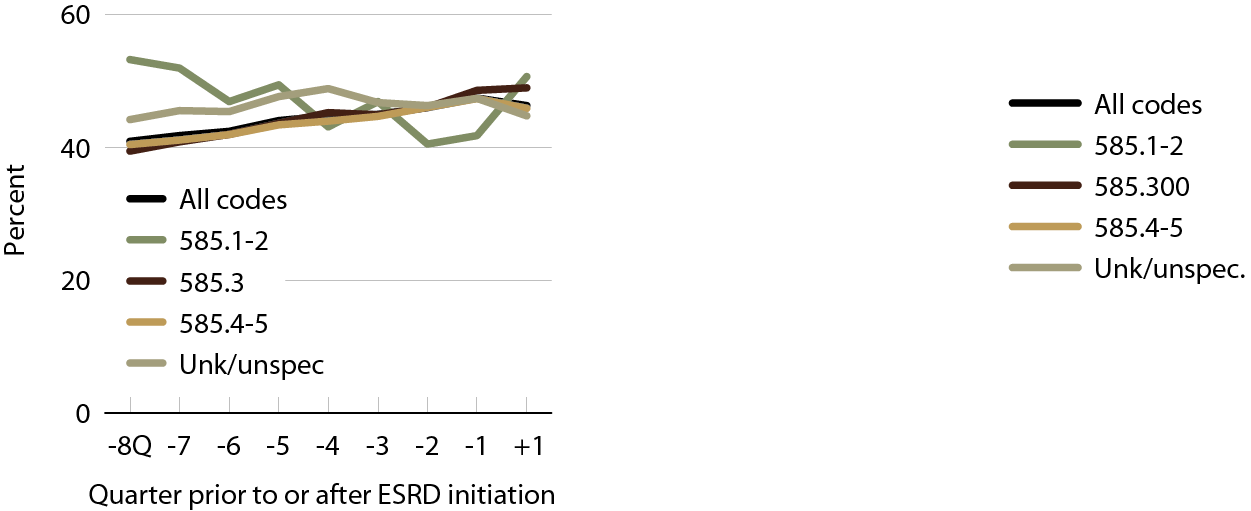 60
40
20
0
Percent
All codes
585.1-2
585.3
585.4-5
Unk/unspec
-8Q -7 -6 -5 -4 -3 -2 -1 +1
Quarter prior to or after ESRD initiation
All codes
585.1-2
585.300
585.4-5
Unk/unspec.